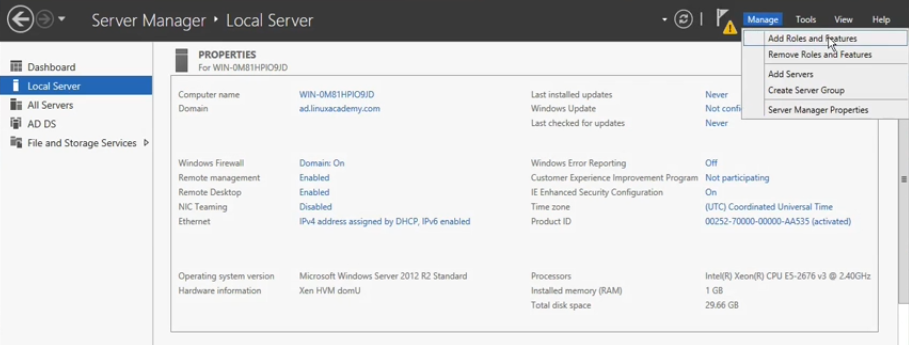 Server Manager ‣ Local Server
Manage Tools View Help
Add Roles and Features
Remove Roles and Features
Add Servers
Create Server Group
Server Manager Properties
Dashboard
Local Server
All Servers
AD DS
File and Storage Services
PROPERTIES
For WIN-0M81HPIO9JD
Computer name WIN-0M81HPIO9JD
Domain ad.linuxacademy.com
Last installed updates Never
Windows Update Not confi
Last checked for updates Never
Windows Firewall Domain: On
Remote management Enabled
Remote Desktop Enabled
NIC Teaming Disabled
Ethernet IPv4 address assigned by DHCP, IPv6 enabled
Windows Error Reporting Off
Customer Experience Improvement Program Not participating
IE Enhanced Security Configuration On
Time zone (UTC) Coordinated Universal Time
Product ID 00252-70000-00000-AA535 (activated)
Operating system version Microsoft Windows Server 2012 R2 Standard
Hardware information Xen HVM domU
Processors Intel(R) Xeon(R) CPU E5-2676 v3 @ 2.40GHz
Installed memory (RAM) 1 GB
Total disk space 29.66 GB